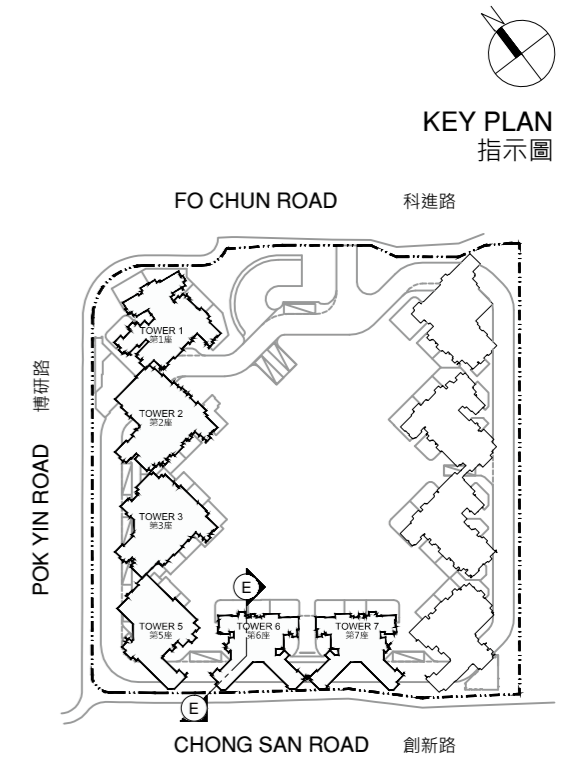 KEY PLAN
指示圖
FO CHUN ROAD 科進路
TOWER 1
第1座
博研路
TOWER 2
第2座
POK YIN ROAD
TOWER 3
第3座
E
TOWER 5
第5座
TOWER 6
第6座
TOWER 7
第7座
E
CHONG SAN ROAD 創新路